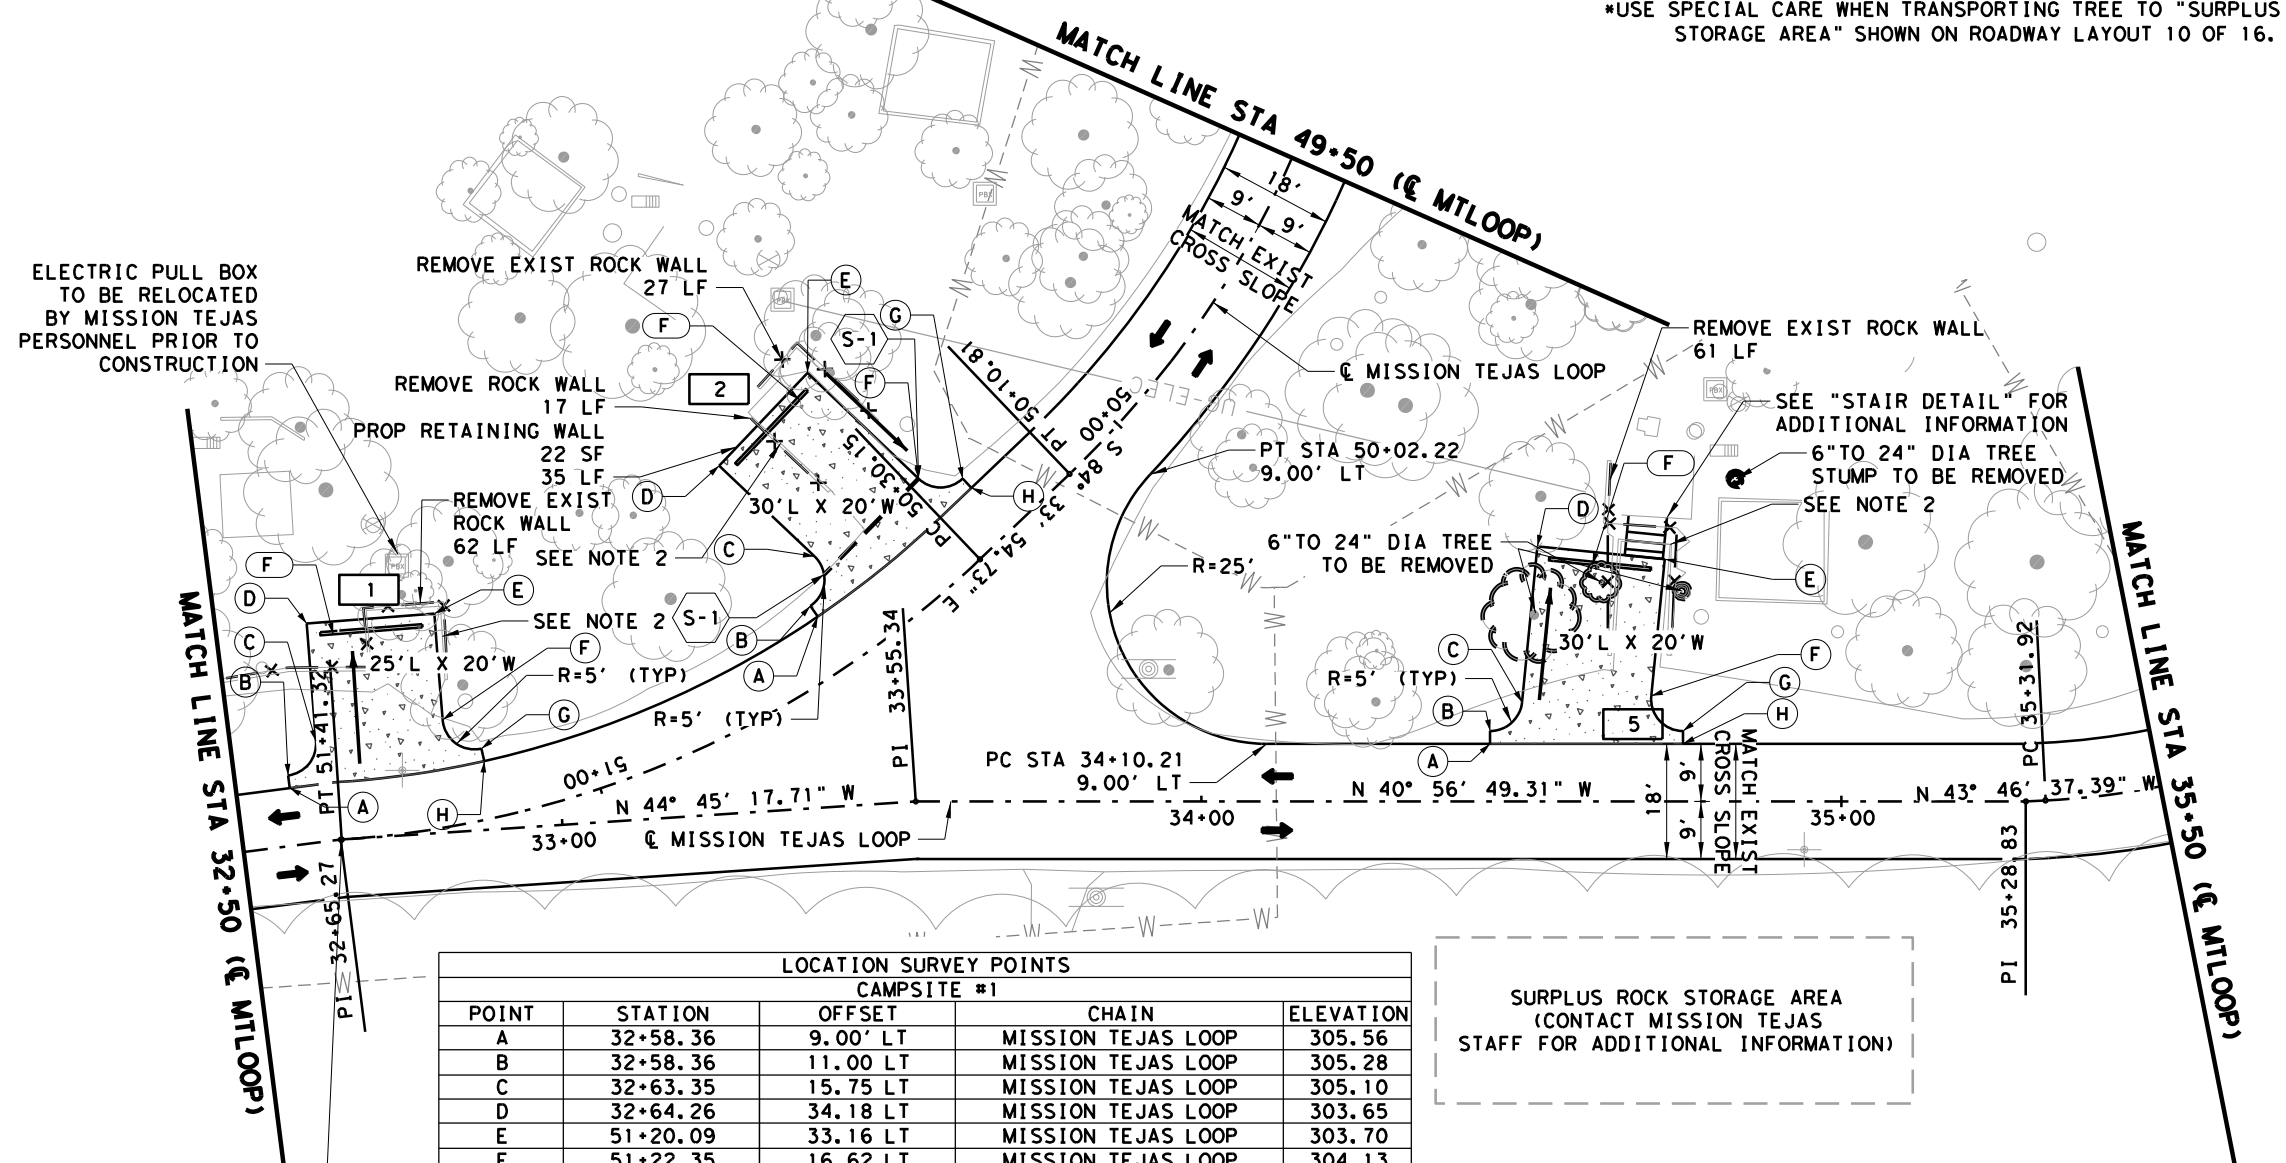 *USE SPECIAL CARE WHEN TRANSPORTING TREE TO "SURPLUS
STORAGE AREA" SHOWN ON ROADWAY LAYOUT 10 OF 16.
MATCH LINE STA 49+50 (℄ MTLOOP)
18'
9'
9'
MATCH EXIST
CROSS SLOPE
W
W
PBX
ELECTRIC PULL BOX
TO BE RELOCATED
BY MISSION TEJAS
PERSONNEL PRIOR TO
CONSTRUCTION
REMOVE EXIST ROCK WALL
27 LF
E
G
F
S-1
F
2
REMOVE ROCK WALL
17 LF
PROP RETAINING WALL
22 SF
35 LF
D
REMOVE EXIST
ROCK WALL
62 LF
SEE NOTE 2
C
30'L X 20'W
PC 50+30.15
PT 50+10.81
50+00
S 84° 33' 54.73" E
H
UG ELEC
℄ MISSION TEJAS LOOP
PT STA 50+02.22
9.00' LT
R=25'
REMOVE EXIST ROCK WALL
61 LF
SEE "STAIR DETAIL" FOR
ADDITIONAL INFORMATION
6"TO 24" DIA TREE
STUMP TO BE REMOVED
SEE NOTE 2
F
D
6"TO 24" DIA TREE
TO BE REMOVED
E
30'L X 20'W
C
R=5' (TYP)
B
A
F
G
H
5
PBX
F
1
E
D
C
B
SEE NOTE 2
S-1
B
F
A
25'L X 20'W
R=5' (TYP)
R=5' (TYP)
G
H
A
PT 51+41.32
PI 32+65.27
51+00
PI 33+55.34
N 44° 45' 17.71" W
33+00
℄ MISSION TEJAS LOOP
PC STA 34+10.21
9.00' LT
34+00
N 40° 56' 49.31" W
18'
9'
9'
MATCH EXIST
CROSS SLOPE
35+00
N 43° 46' 37.39" W
PC 35+31.92
PI 35+28.83
MATCH LINE STA 32+50 (℄ MTLOOP)
MATCH LINE STA 35+50 (℄ MTLOOP)
LOCATION SURVEY POINTS
CAMPSITE #1
POINT STATION OFFSET CHAIN ELEVATION
A 32+58.36 9.00' LT MISSION TEJAS LOOP 305.56
B 32+58.36 11.00 LT MISSION TEJAS LOOP 305.28
C 32+63.35 15.75 LT MISSION TEJAS LOOP 305.10
D 32+64.26 34.18 LT MISSION TEJAS LOOP 303.65
E 51+20.09 33.16 LT MISSION TEJAS LOOP 303.70
F 51+22.35 16.62 LT MISSION TEJAS LOOP 304.13
SURPLUS ROCK STORAGE AREA
(CONTACT MISSION TEJAS
STAFF FOR ADDITIONAL INFORMATION)